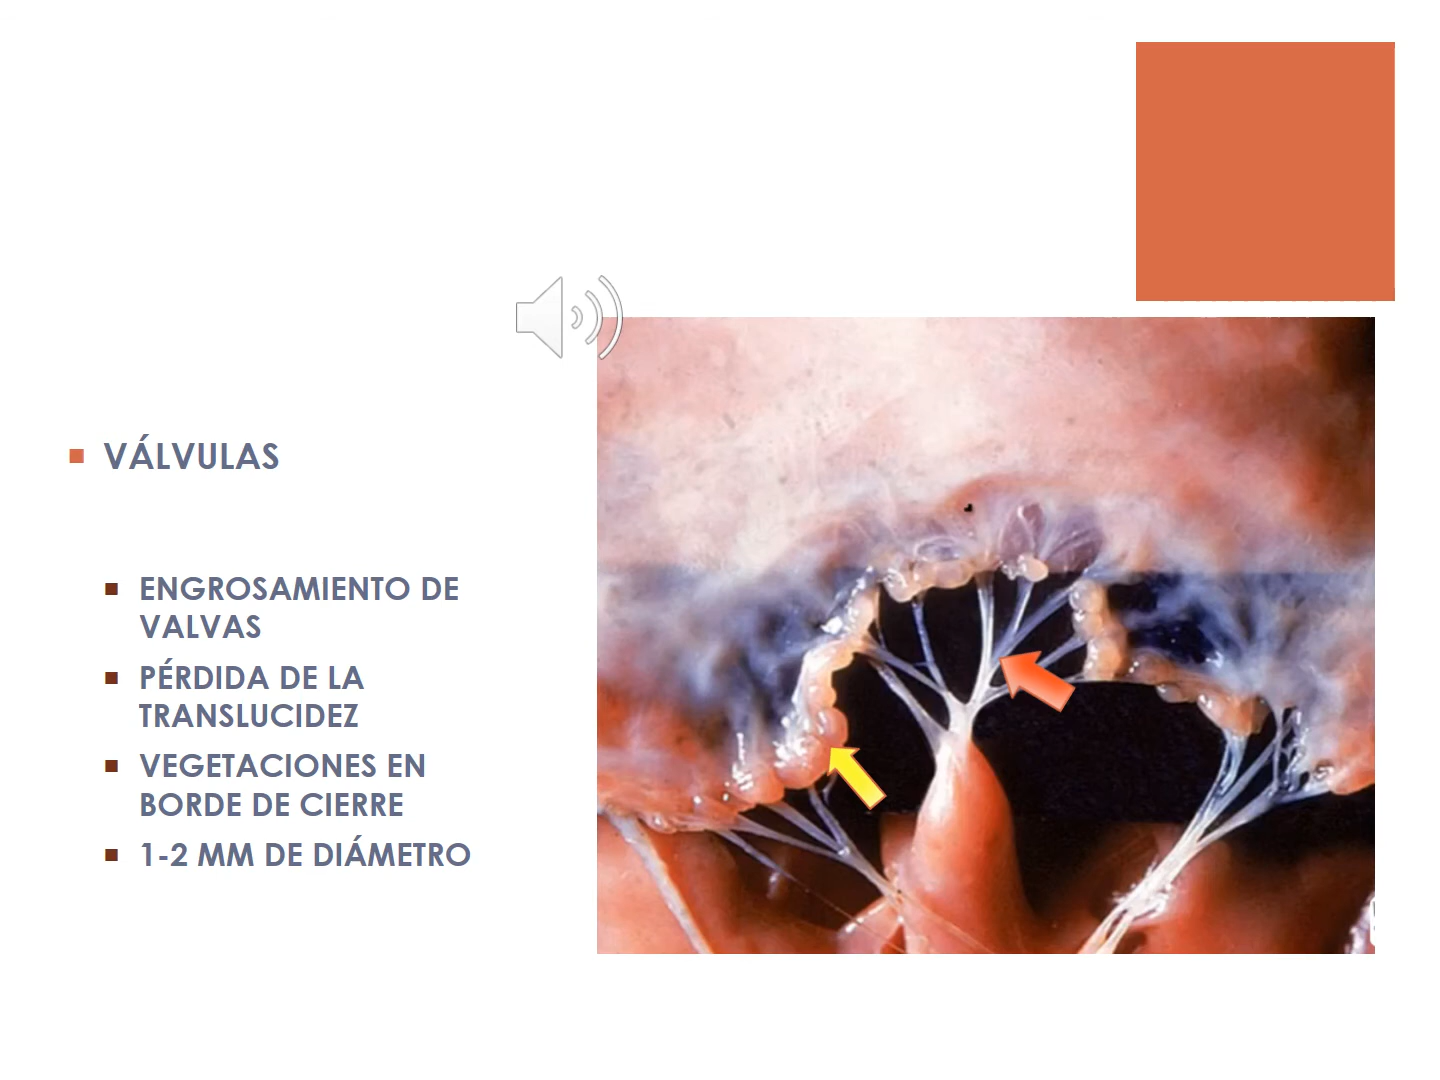 VÁLVULAS
ENGROSAMIENTO DE
VALVAS
PÉRDIDA DE LA
TRANSLUCIDEZ
VEGETACIONES EN
BORDE DE CIERRE
1-2 MM DE DIÁMETRO